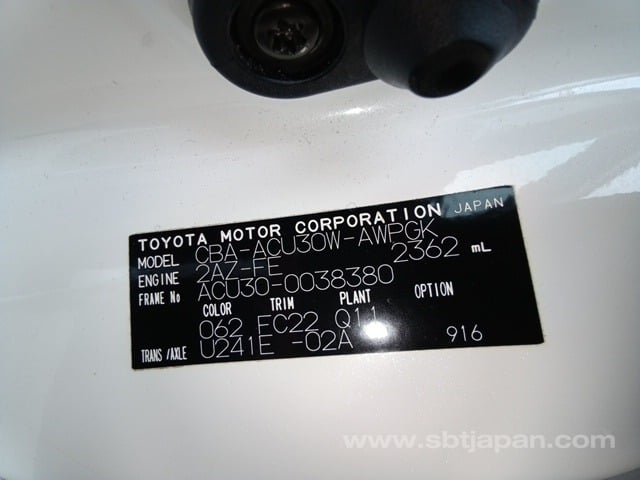 TOYOTA MOTOR CORPORATION JAPAN
MODEL CBA-ACU30W-AWPGK
ENGINE 2AZ-FE 2362 mL
FRAME No ACU30-0038380
COLOR TRIM PLANT OPTION
062 FC22 Q11
TRANS/AXLE U241E -02A 916
www.sbtjapan.com